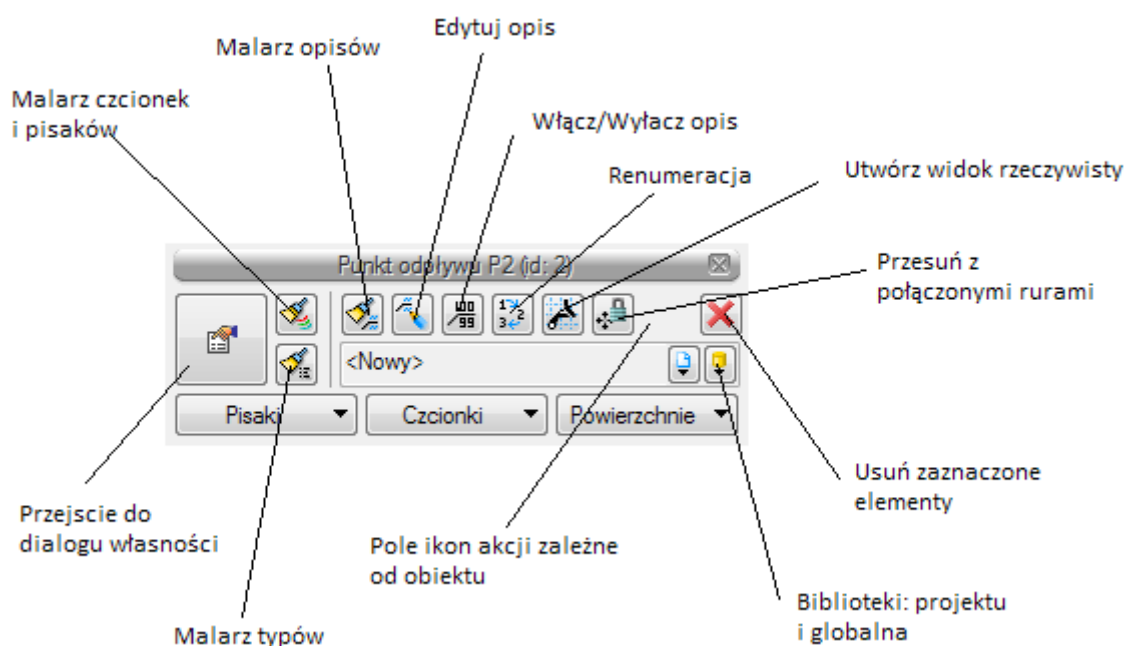 Edytuj opis
Malarz opisów
Malarz czcionek
i pisaków
Włącz/Wyłacz opis
Renumeracja
Utwórz widok rzeczywisty
Przesuń z
połączonymi rurami
Punkt odpływu P2 (id: 2)
<Nowy>
Pisaki
Czcionki
Powierzchnie
Usuń zaznaczone
elementy
Przejscie do
dialogu własności
Pole ikon akcji zależne
od obiektu
Biblioteki: projektu
i globalna
Malarz typów